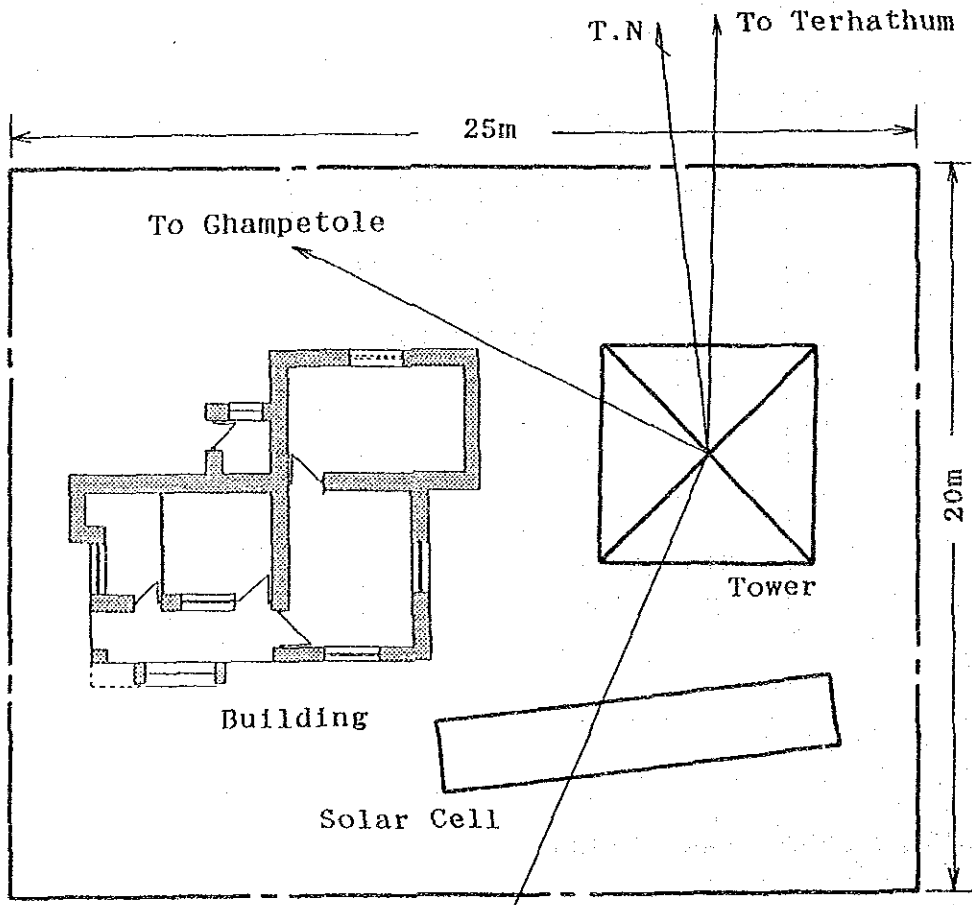 T.N
To Terhathum
25m
To Ghampetole
20m
Tower
Building
Solar Cell